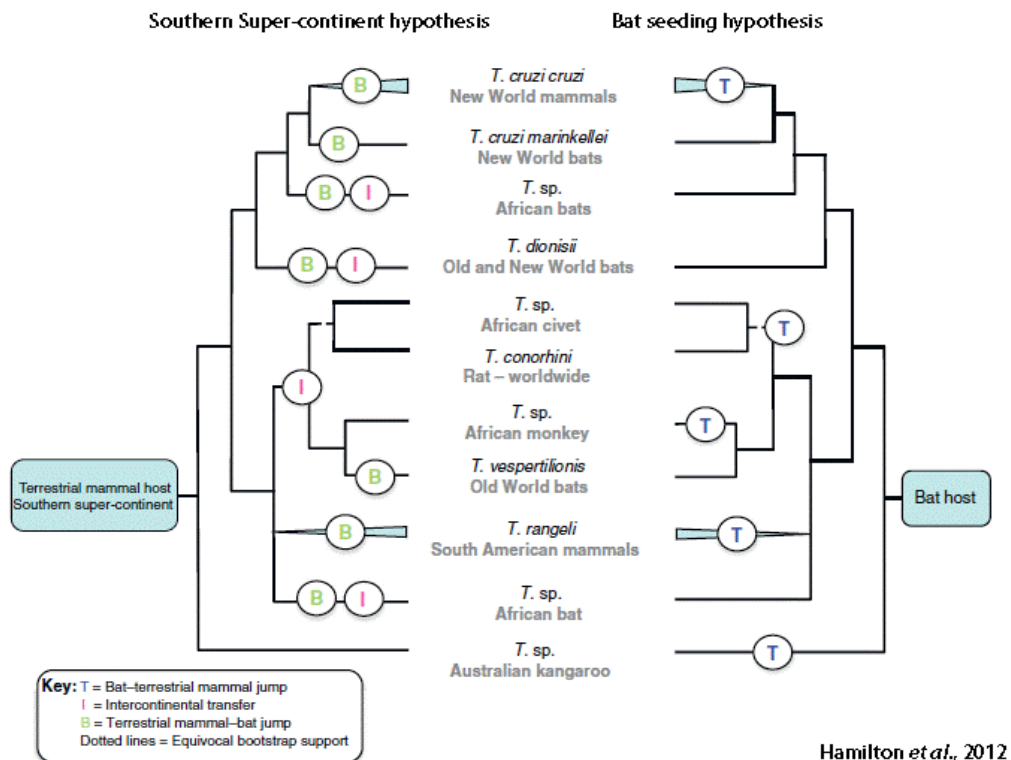 Southern Super-continent hypothesis
Bat seeding hypothesis
B
T. cruzi cruzi
New World mammals
T
B
T. cruzi marinkellei
New World bats
B
I
T. sp.
African bats
B
I
T. dionisii
Old and New World bats
T. sp.
African civet
T
I
T. conorhini
Rat – worldwide
T. sp.
African monkey
T
B
T. vespertilionis
Old World bats
Terrestrial mammal host
Southern super-continent
Bat host
B
T. rangeli
South American mammals
T
B
I
T. sp.
African bat
T. sp.
Australian kangaroo
T
Key: T = Bat–terrestrial mammal jump
I = Intercontinental transfer
B = Terrestrial mammal–bat jump
Dotted lines = Equivocal bootstrap support
Hamilton et al., 2012